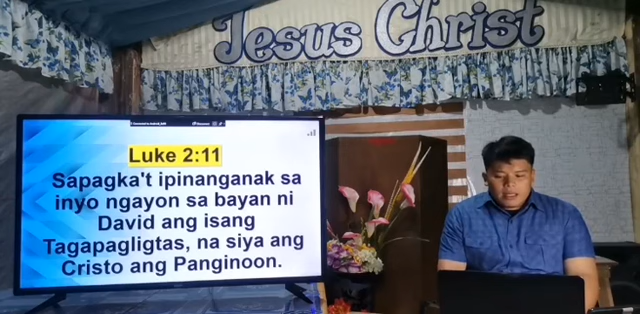 Jesus Christ
Luke 2:11
Sapagka't ipinanganak sa
inyo ngayon sa bayan ni
David ang isang
Tagapagligtas, na siya ang
Cristo ang Panginoon.